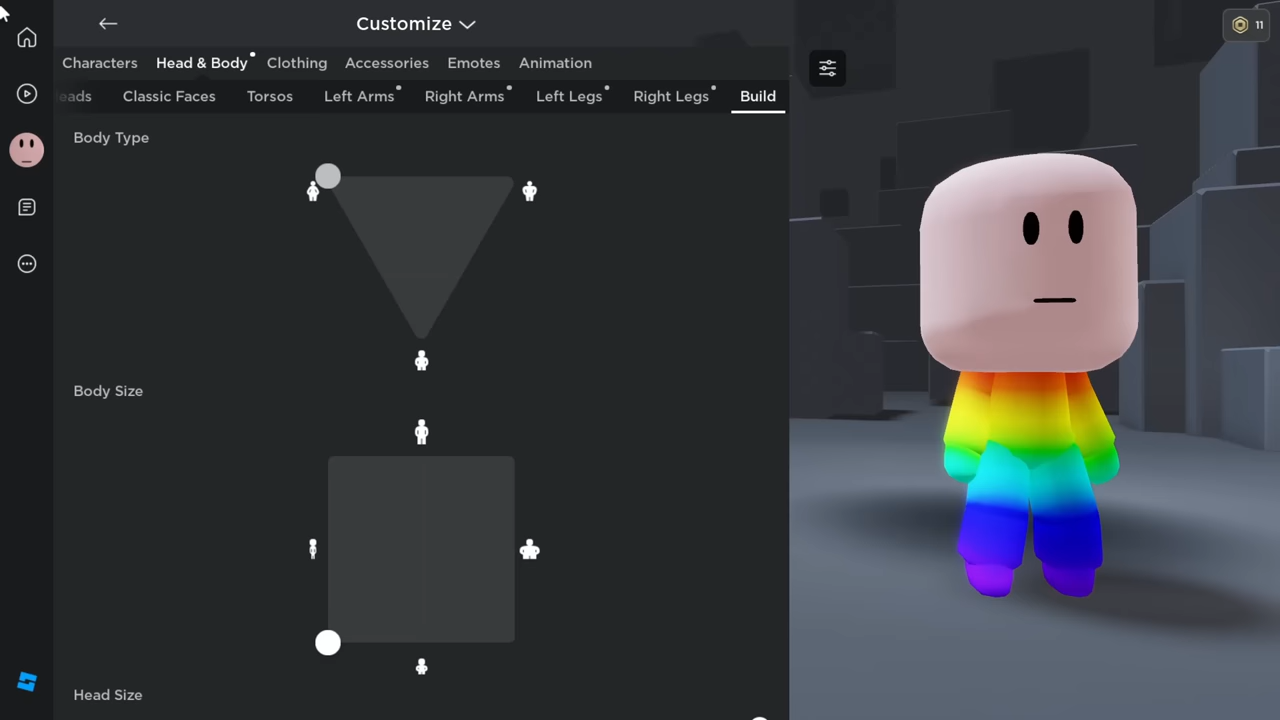 Customize
11
Characters Head & Body Clothing Accessories Emotes Animation
eads Classic Faces Torsos Left Arms Right Arms Left Legs Right Legs Build
Body Type
Body Size
Head Size